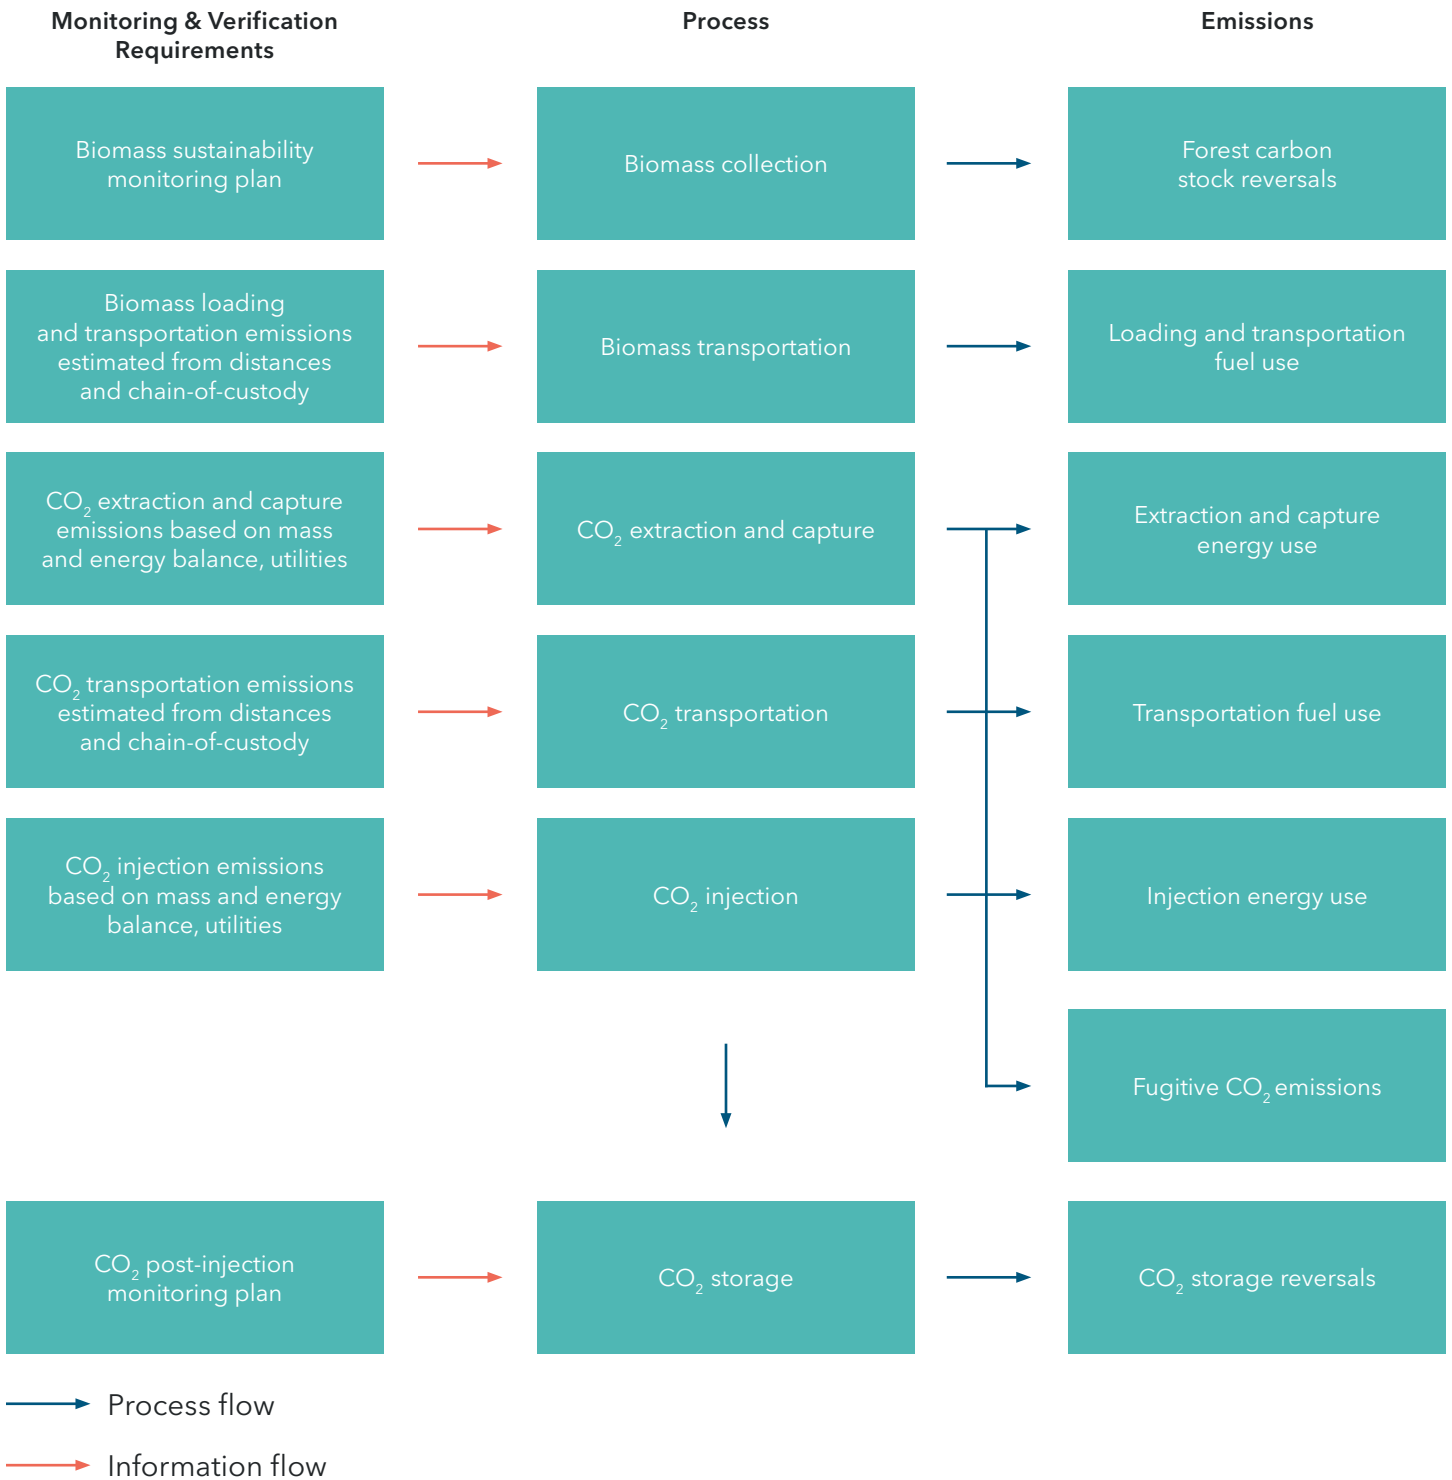 Monitoring & Verification
Requirements
Process
Emissions
Biomass sustainability
monitoring plan
Biomass collection
Forest carbon
stock reversals
Biomass loading
and transportation emissions
estimated from distances
and chain-of-custody
Biomass transportation
Loading and transportation
fuel use
CO₂ extraction and capture
emissions based on mass
and energy balance, utilities
CO₂ extraction and capture
Extraction and capture
energy use
CO₂ transportation emissions
estimated from distances
and chain-of-custody
CO₂ transportation
Transportation fuel use
CO₂ injection emissions
based on mass and energy
balance, utilities
CO₂ injection
Injection energy use
Fugitive CO₂ emissions
CO₂ post-injection
monitoring plan
CO₂ storage
CO₂ storage reversals
Process flow
Information flow